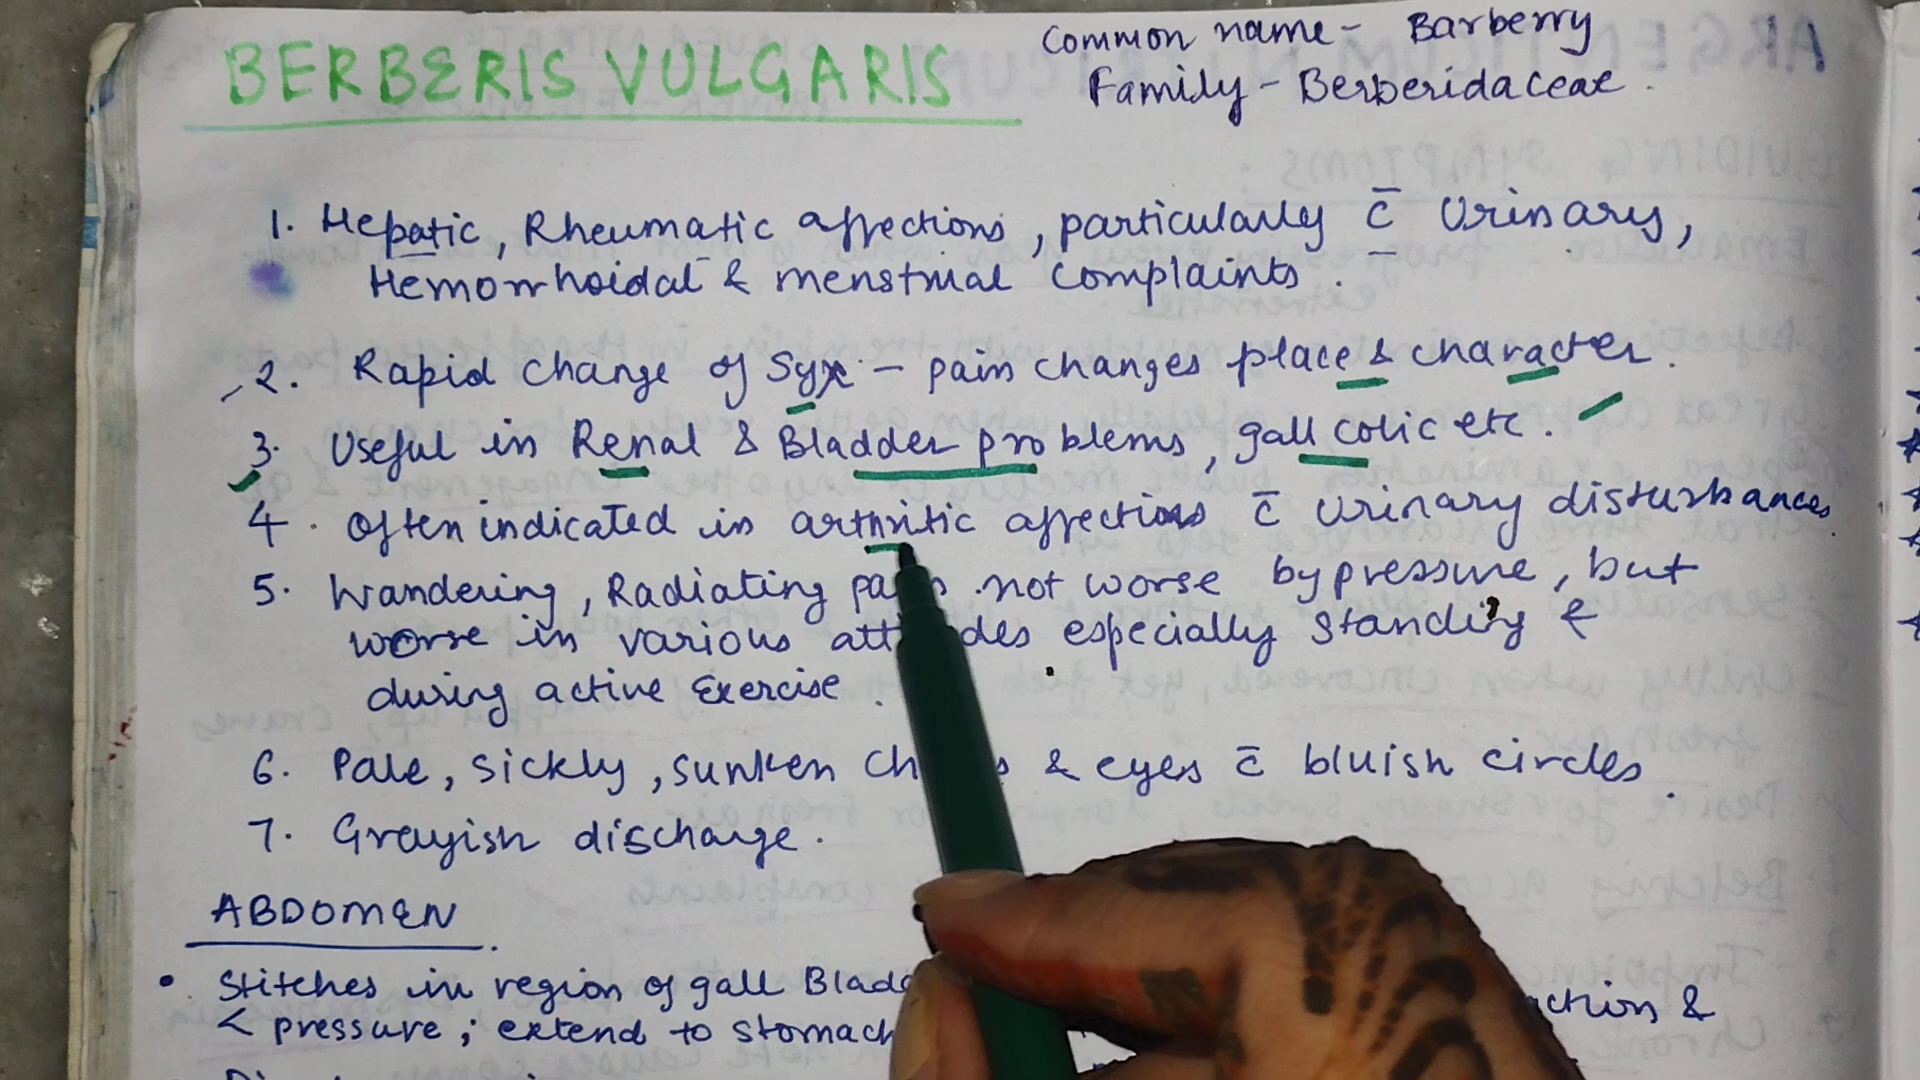 BERBERIS VULGARIS
Common name - Barberry
Family - Berberidaceae.
1. Hepatic, Rheumatic affections, particularly c̄ Urinary,
Hemorrhoidal & menstrual complaints.
2. Rapid change of Syx. - pain changes place & character.
3. Useful in Renal & Bladder problems, gall colic etc.
4. Often indicated in arthritic affections c̄ urinary disturbances.
5. Wandering, Radiating not worse by pressure, but
worse in various especially standing &
during active Exercise.
6. Pale, sickly, sunken & eyes c̄ bluish circles.
7. Grayish discharge.
ABDOMEN
• Stitches in region of gall &
< pressure; extend to stomach